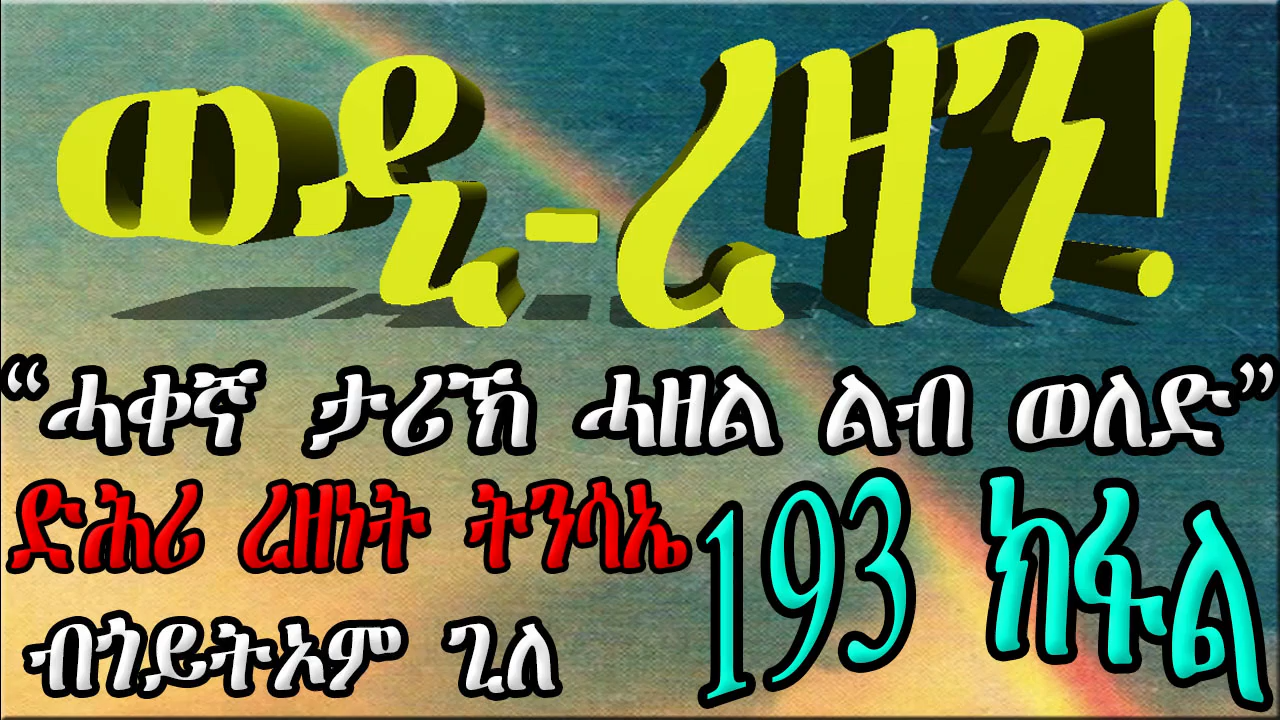 ወዲ-ረዛን!
“ሓቀኛ ታሪኽ ሓዘል ልብ ወለድ”
ድሕሪ ረዘነት ትንሳኤ
193 ክፋል
ብጎይትኦም ጊለ